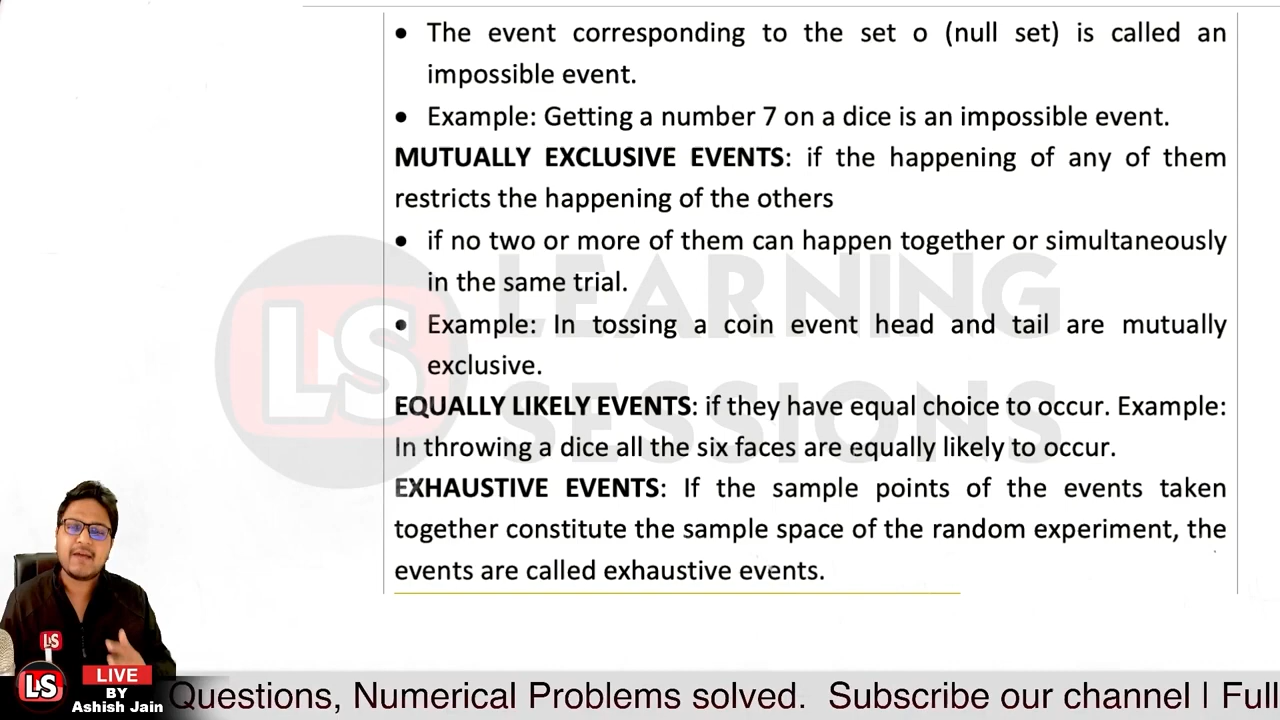 • The event corresponding to the set o (null set) is called an
impossible event.
• Example: Getting a number 7 on a dice is an impossible event.
MUTUALLY EXCLUSIVE EVENTS: if the happening of any of them
restricts the happening of the others
• if no two or more of them can happen together or simultaneously
in the same trial.
• Example: In tossing a coin event head and tail are mutually
exclusive.
EQUALLY LIKELY EVENTS: if they have equal choice to occur. Example:
In throwing a dice all the six faces are equally likely to occur.
EXHAUSTIVE EVENTS: If the sample points of the events taken
together constitute the sample space of the random experiment, the
events are called exhaustive events.
LS LEARNING
SESSIONS
LS
LS
LIVE
BY
Ashish Jain
Questions, Numerical Problems solved. Subscribe our channel | Full